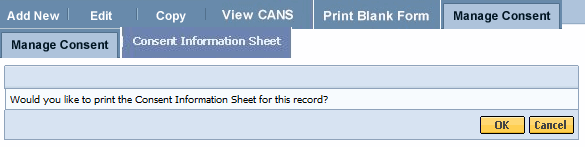 Add New Edit Copy View CANS Print Blank Form Manage Consent
Manage Consent Consent Information Sheet
Would you like to print the Consent Information Sheet for this record?
OK Cancel